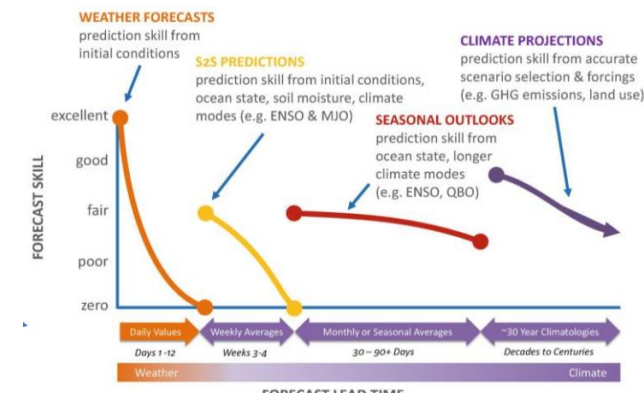 WEATHER FORECASTS
prediction skill from
initial conditions
S2S PREDICTIONS
prediction skill from initial conditions,
ocean state, soil moisture, climate
modes (e.g. ENSO & MJO)
SEASONAL OUTLOOKS
prediction skill from
ocean state, longer
climate modes
(e.g. ENSO, QBO)
CLIMATE PROJECTIONS
prediction skill from accurate
scenario selection & forcings
(e.g. GHG emissions, land use)
FORECAST SKILL
excellent
good
fair
poor
zero
Daily Values
Weekly Averages
Monthly or Seasonal Averages
~30 Year Climatologies
Days 1-12
Weeks 3-4
30 – 90+ Days
Decades to Centuries
Weather
Climate
FORECAST LEAD TIME